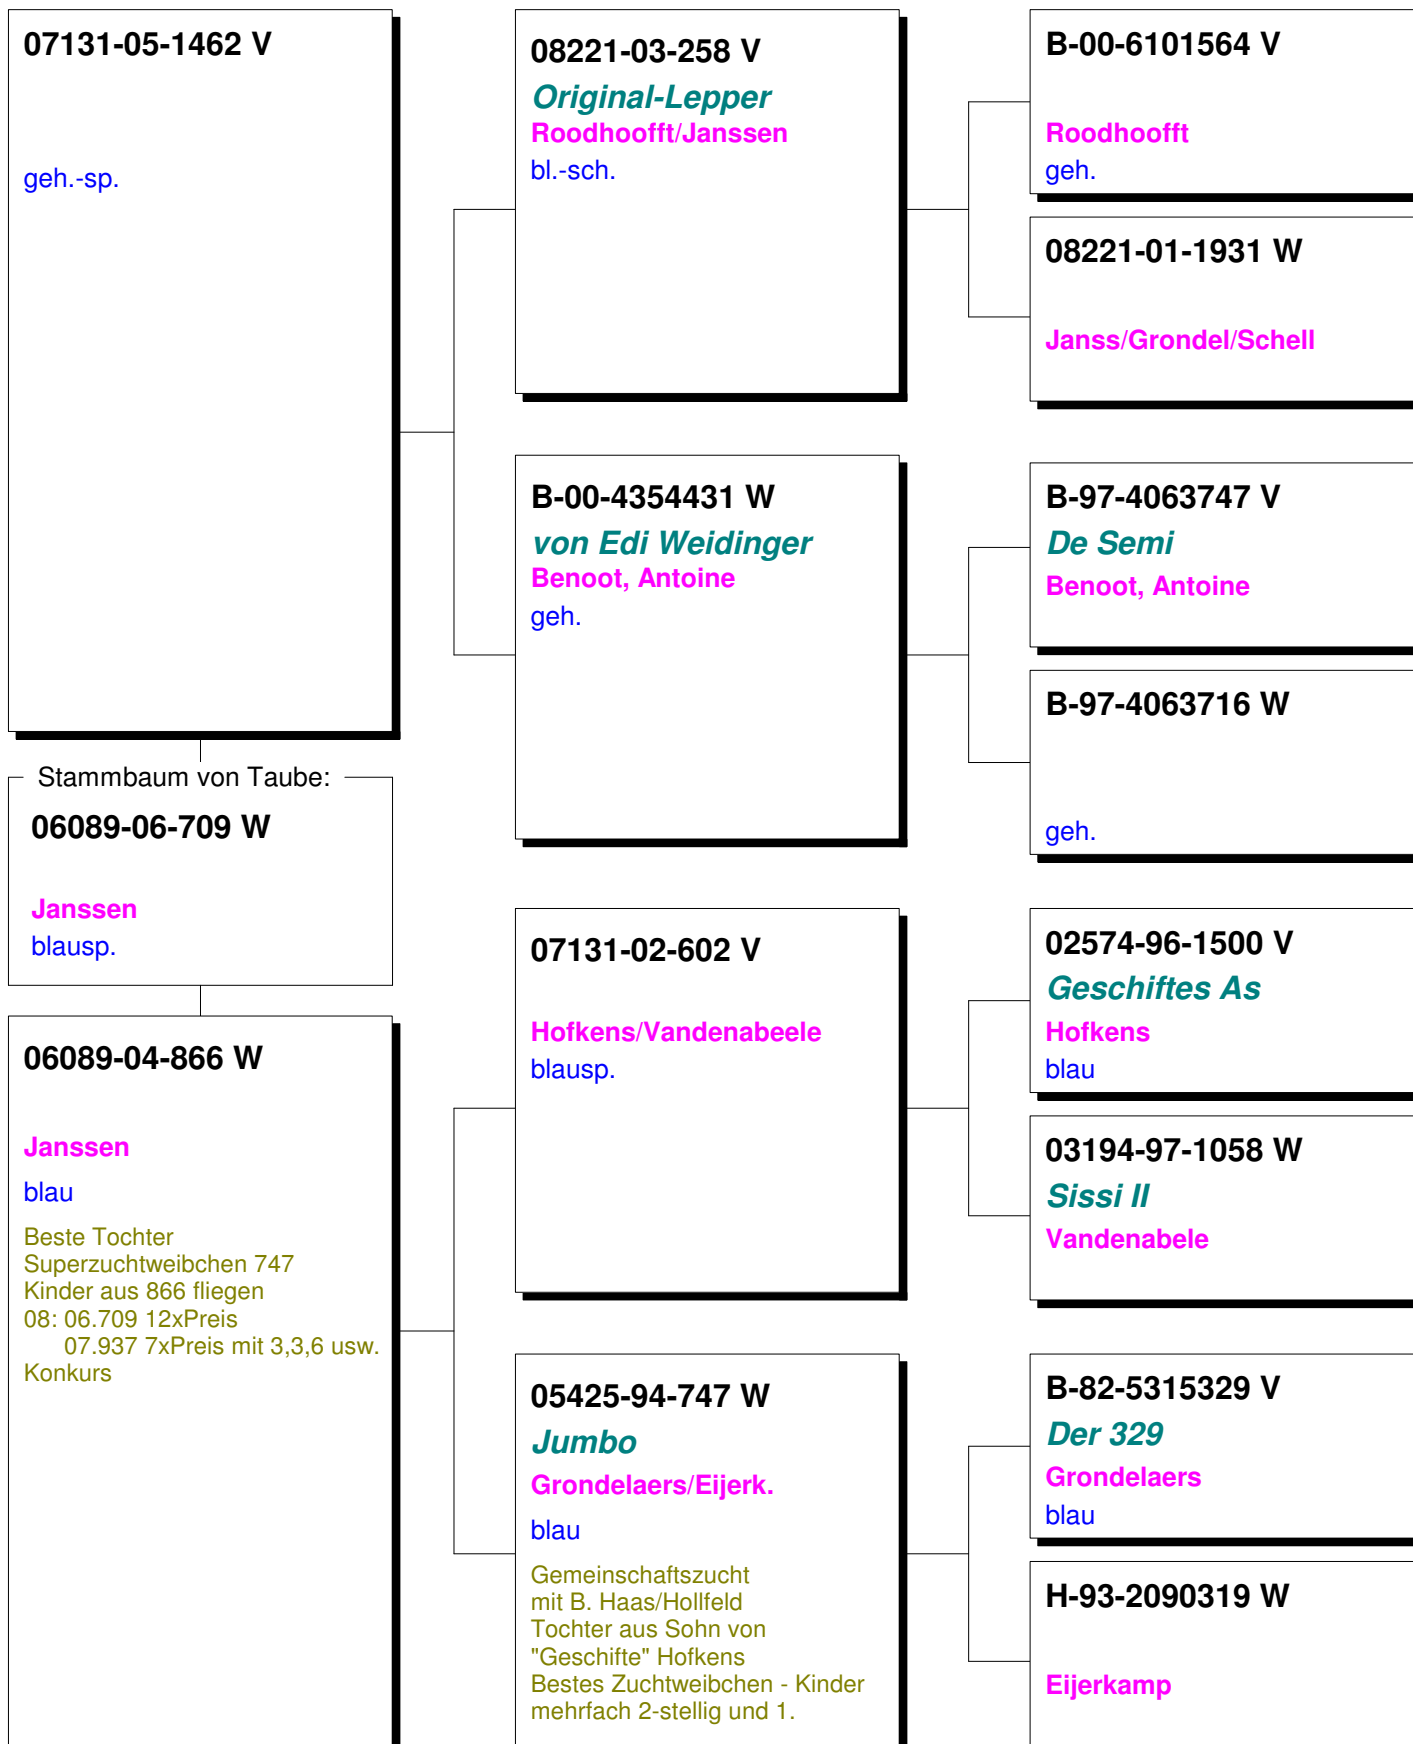 07131-05-1462 V
geh.-sp.
Stammbaum von Taube:
06089-06-709 W
Janssen
blausp.
06089-04-866 W
Janssen
blau
Beste Tochter
Superzuchtweibchen 747
Kinder aus 866 fliegen
08: 06.709 12xPreis
07.937 7xPreis mit 3,3,6 usw.
Konkurs
08221-03-258 V
Original-Lepper
Roodhoofft/Janssen
bl.-sch.
B-00-4354431 W
von Edi Weidinger
Benoot, Antoine
geh.
07131-02-602 V
Hofkens/Vandenabeele
blausp.
05425-94-747 W
Jumbo
Grondelaers/Eijerk.
blau
Gemeinschaftszucht
mit B. Haas/Hollfeld
Tochter aus Sohn von
"Geschifte" Hofkens
Bestes Zuchtweibchen - Kinder
mehrfach 2-stellig und 1.
B-00-6101564 V
Roodhoofft
geh.
08221-01-1931 W
Janss/Grondel/Schell
B-97-4063747 V
De Semi
Benoot, Antoine
B-97-4063716 W
geh.
02574-96-1500 V
Geschiftes As
Hofkens
blau
03194-97-1058 W
Sissi II
Vandenabele
B-82-5315329 V
Der 329
Grondelaers
blau
H-93-2090319 W
Eijerkamp